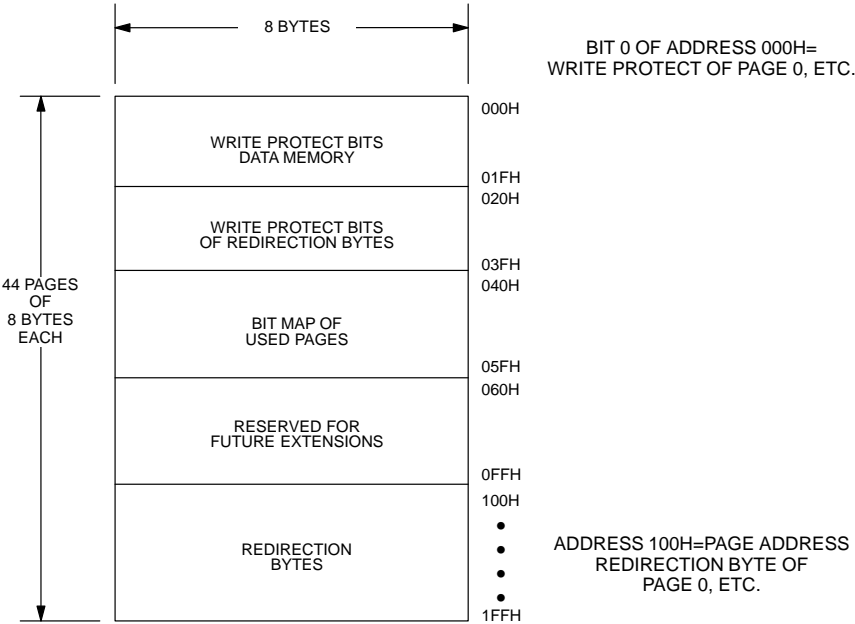 8 BYTES
BIT 0 OF ADDRESS 000H=
WRITE PROTECT OF PAGE 0, ETC.
000H
WRITE PROTECT BITS
DATA MEMORY
01FH
020H
WRITE PROTECT BITS
OF REDIRECTION BYTES
03FH
040H
44 PAGES
OF
8 BYTES
EACH
BIT MAP OF
USED PAGES
05FH
060H
RESERVED FOR
FUTURE EXTENSIONS
0FFH
100H
REDIRECTION
BYTES
ADDRESS 100H=PAGE ADDRESS
REDIRECTION BYTE OF
PAGE 0, ETC.
1FFH